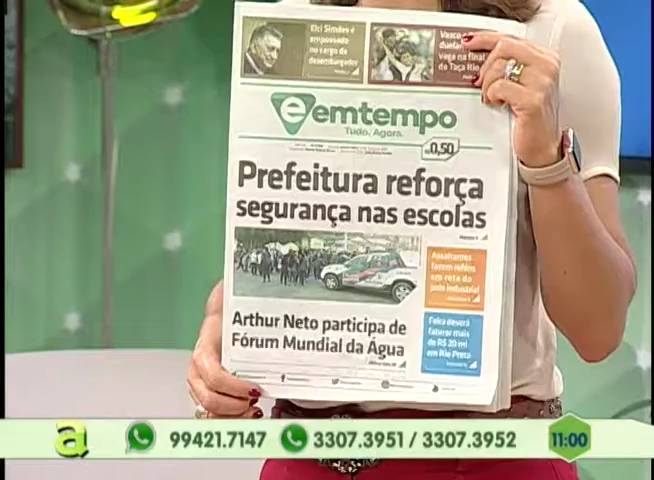 Elci Simões é
empossado
no cargo de
desembargador
Vasco
duelam
vaga na final
da Taça Rio
e emtempo
Tudo. Agora.
R$ 0,50
Prefeitura reforça
segurança nas escolas
Assaltantes
fazem reféns
em rota do
polo industrial
Arthur Neto participa de
Fórum Mundial da Água
Feira deverá
faturar mais
de R$ 20 mil
em Rio Preto
a 99421.7147 3307.3951 / 3307.3952 11:00